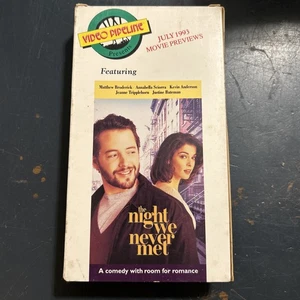 VIDEO PIPELINE
Presents
JULY 1993
MOVIE PREVIEWS
Featuring
Matthew Broderick Annabella Sciorra Kevin Anderson
Jeanne Tripplehorn Justine Bateman
the
night
we
never
met
A comedy with room for romance